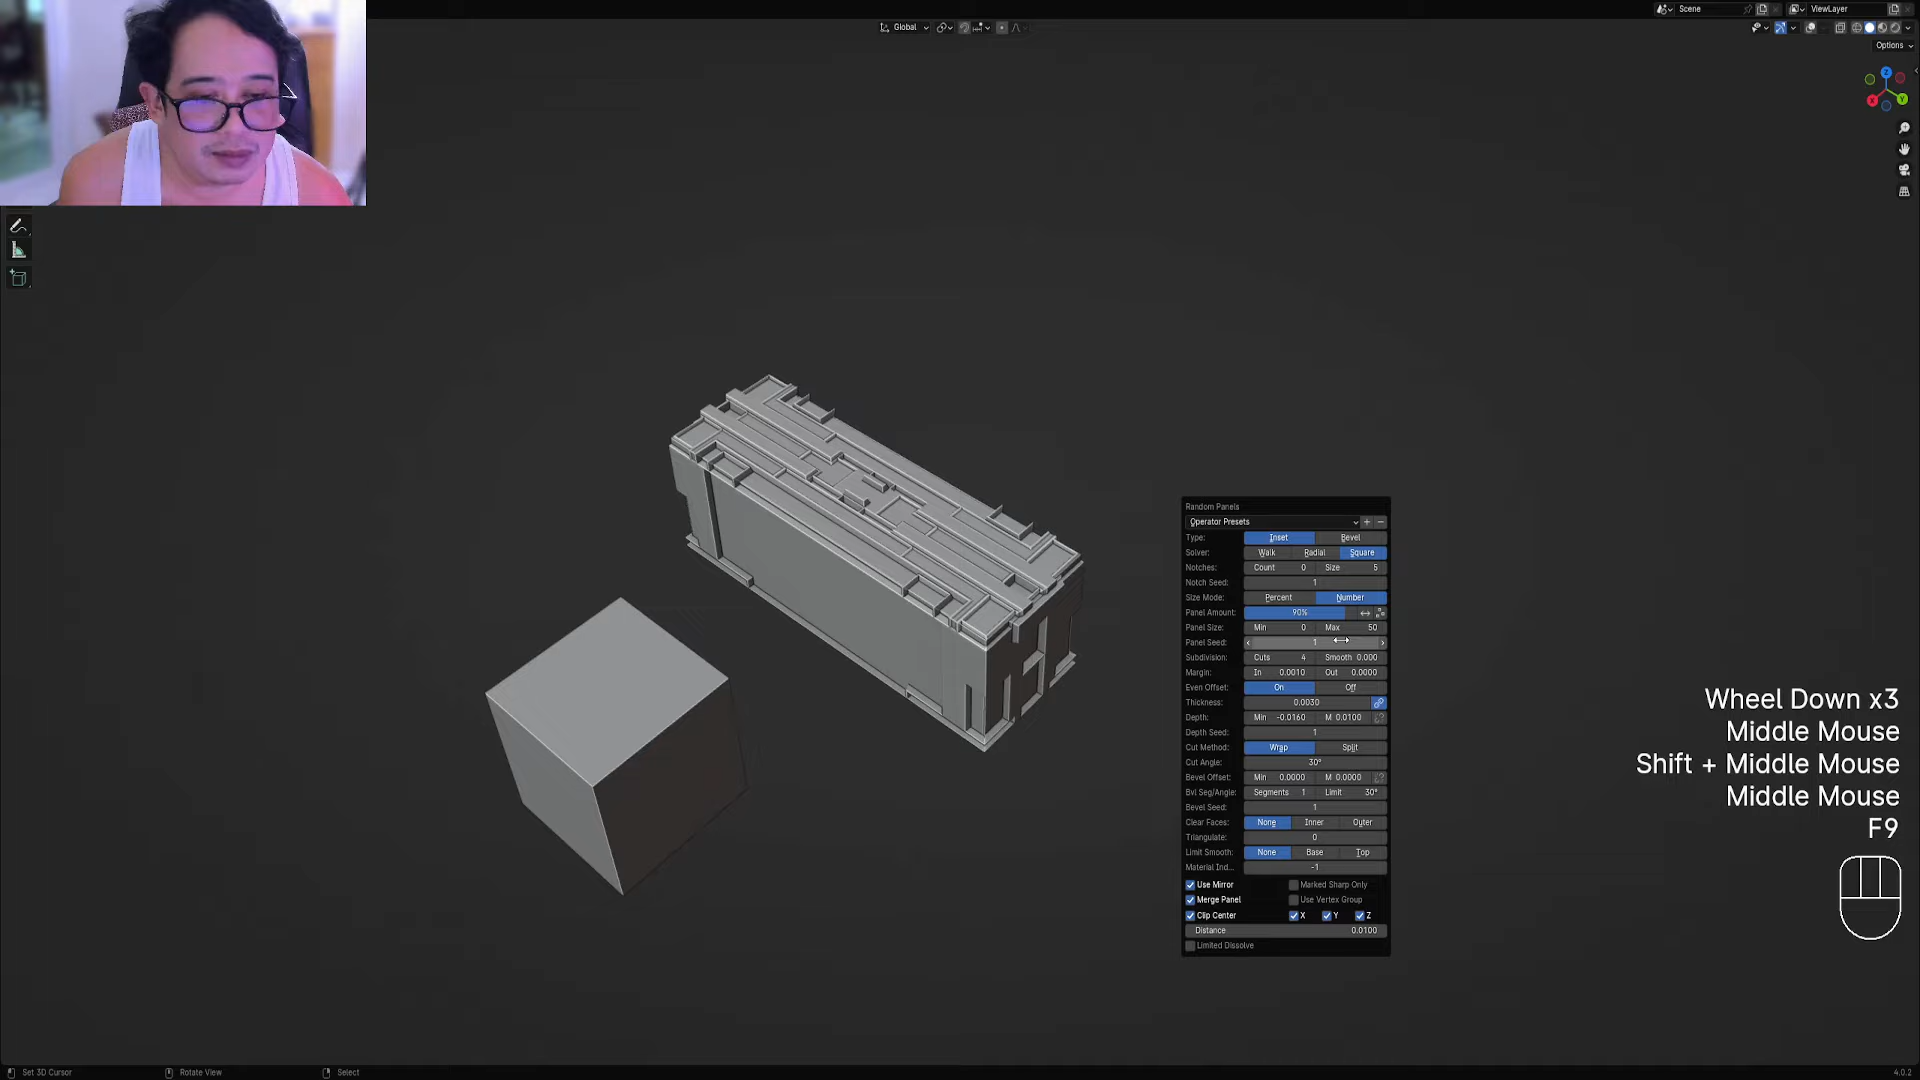 Scene
ViewLayer
Global
Options
Z
X
Y
Random Panels
Operator Presets
Type: Inset Bevel
Solver: Walk Radial Square
Notches: Count 0 Size 5
Notch Seed: 1
Size Mode: Percent Number
Panel Amount: 90%
Panel Size: Min 0 Max 50
Panel Seed: 1
Subdivision: Cuts 4 Smooth 0.000
Margin: In 0.0010 Out 0.0000
Even Offset: On Off
Thickness: 0.0030
Depth: Min -0.0160 M 0.0100
Depth Seed: 1
Cut Method: Wrap Split
Cut Angle: 30°
Bevel Offset: Min 0.0000 M 0.0000
Bvl Seg/Angle: Segments 1 Limit 30°
Bevel Seed: 1
Clear Faces: None Inner Outer
Triangulate: 0
Limit Smooth: None Base Top
Material Ind... -1
Use Mirror Marked Sharp Only
Merge Panel Use Vertex Group
Clip Center X Y Z
Distance 0.0100
Limited Dissolve
Wheel Down x3
Middle Mouse
Shift + Middle Mouse
Middle Mouse
F9
Set 3D Cursor Rotate View Select 4.0.2